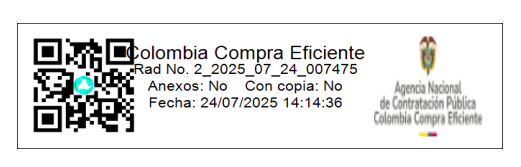 Colombia Compra Eficiente
Rad No. 2_2025_07_24_007475
Anexos: No Con copia: No
Fecha: 24/07/2025 14:14:36
Agencia Nacional
de Contratación Pública
Colombia Compra Eficiente